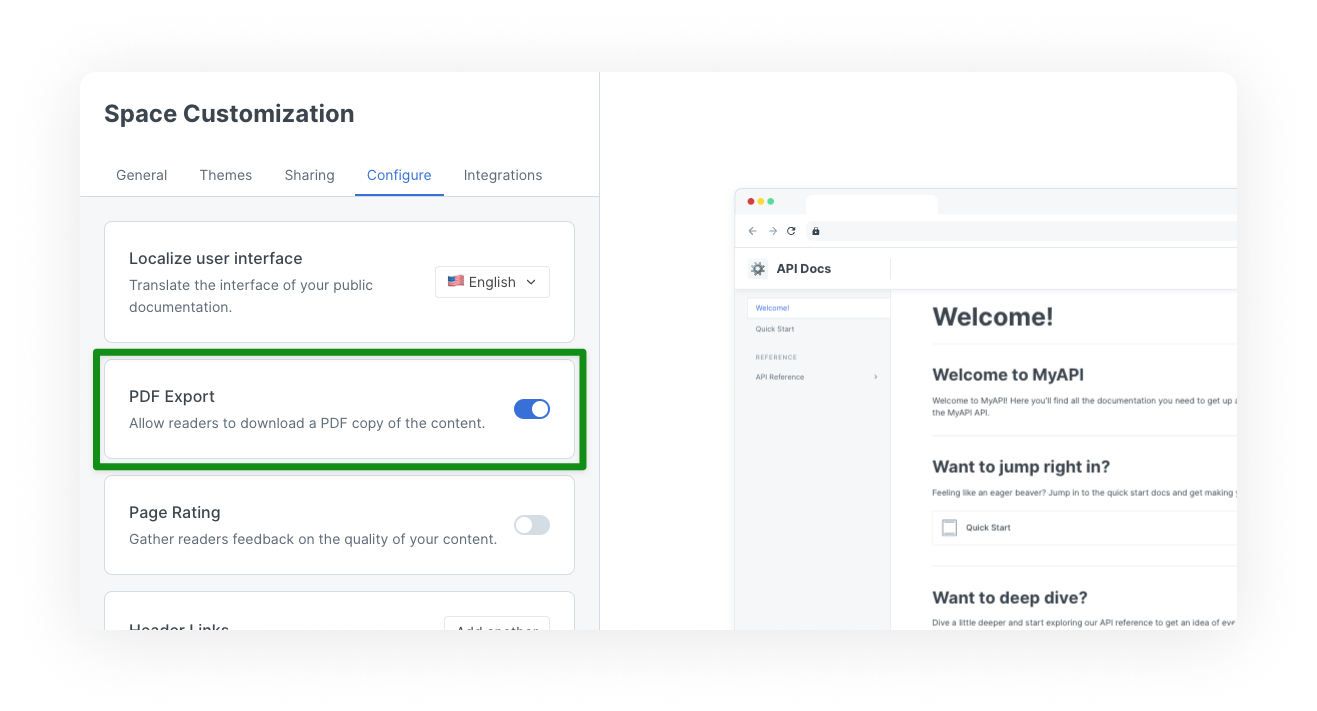 Space Customization
General Themes Sharing Configure Integrations
Localize user interface
Translate the interface of your public
documentation.
English
PDF Export
Allow readers to download a PDF copy of the content.
Page Rating
Gather readers feedback on the quality of your content.
Header Links
Add another
API Docs
Welcome!
Quick Start
REFERENCE
API Reference
Welcome!
Welcome to MyAPI
Welcome to MyAPI! Here you'll find all the documentation you need to get up
the MyAPI API.
Want to jump right in?
Feeling like an eager beaver? Jump in to the quick start docs and get making
Quick Start
Want to deep dive?
Dive a little deeper and start exploring our API reference to get an idea of